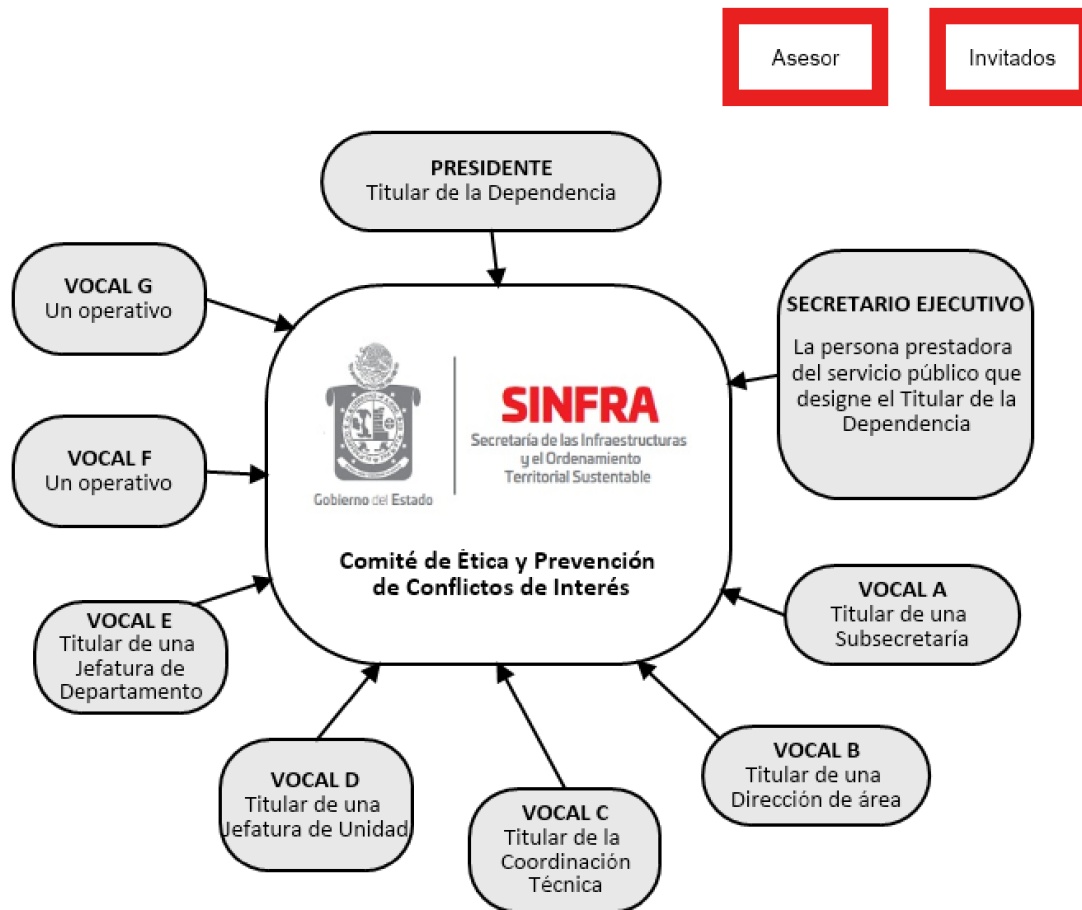 Asesor
Invitados
PRESIDENTE
Titular de la Dependencia
VOCAL G
Un operativo
SECRETARIO EJECUTIVO
La persona prestadora
del servicio público que
designe el Titular de la
Dependencia
SINFRA
Secretaría de las Infraestructuras
y el Ordenamiento
Territorial Sustentable
Gobierno del Estado
VOCAL F
Un operativo
Comité de Ética y Prevención
de Conflictos de Interés
VOCAL A
Titular de una
Subsecretaría
VOCAL E
Titular de una
Jefatura de
Departamento
VOCAL B
Titular de una
Dirección de área
VOCAL D
Titular de una
Jefatura de Unidad
VOCAL C
Titular de la
Coordinación
Técnica